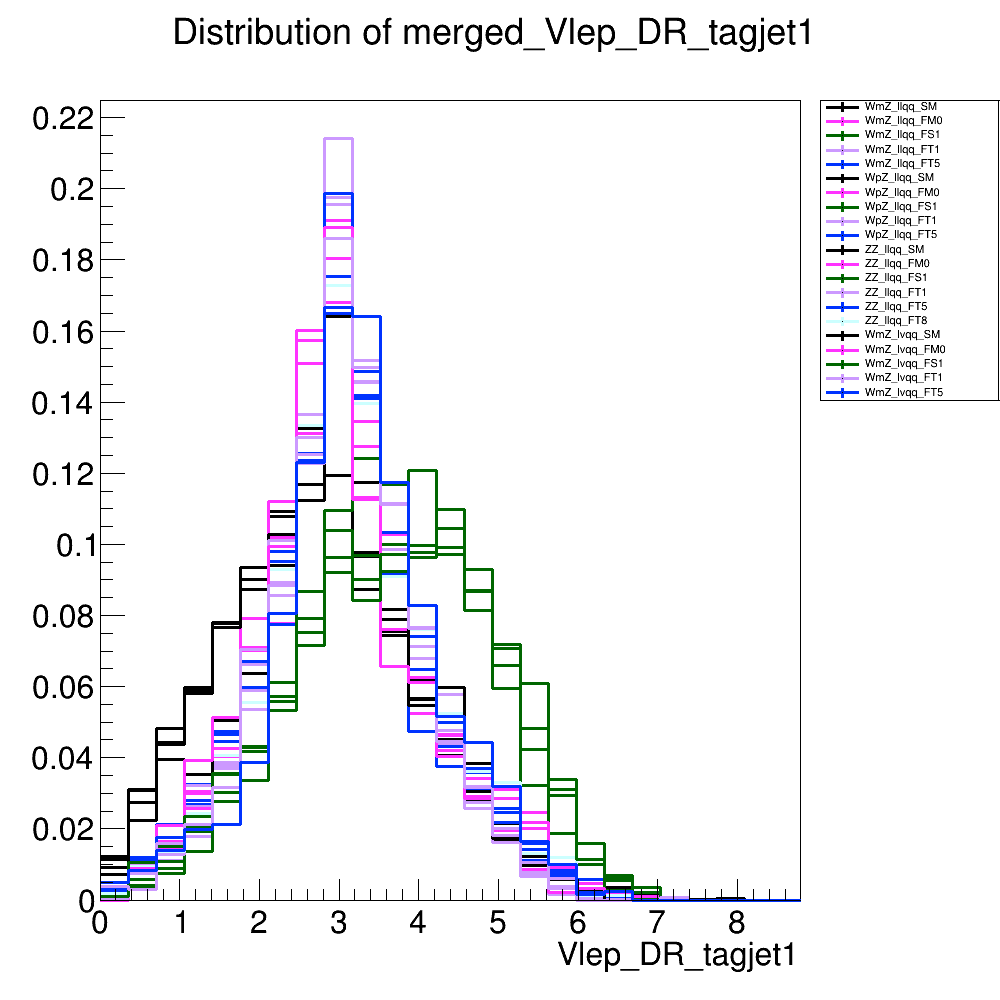 Distribution of merged_Vlep_DR_tagjet1
WmZ_llqq_SM
WmZ_llqq_FM0
WmZ_llqq_FS1
WmZ_llqq_FT1
WmZ_llqq_FT5
WpZ_llqq_SM
WpZ_llqq_FM0
WpZ_llqq_FS1
WpZ_llqq_FT1
WpZ_llqq_FT5
ZZ_llqq_SM
ZZ_llqq_FM0
ZZ_llqq_FS1
ZZ_llqq_FT1
ZZ_llqq_FT5
ZZ_llqq_FT8
WmZ_lvqq_SM
WmZ_lvqq_FM0
WmZ_lvqq_FS1
WmZ_lvqq_FT1
WmZ_lvqq_FT5
0.22
0.2
0.18
0.16
0.14
0.12
0.1
0.08
0.06
0.04
0.02
0
0 1 2 3 4 5 6 7 8
Vlep_DR_tagjet1